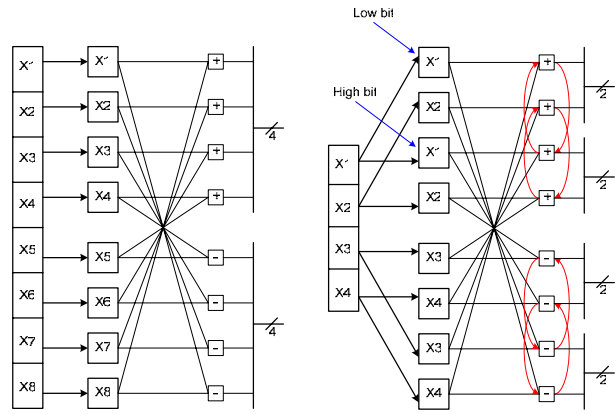 Low bit
High bit
X1
X2
X3
X4
X5
X6
X7
X8
X1
X2
X3
X4
X5
X6
X7
X8
+
+
+
+
-
-
-
-
4
4
X1
X2
X3
X4
X1
X2
X1
X2
X3
X4
X3
X4
+
+
+
+
-
-
-
-
2
2
2
2